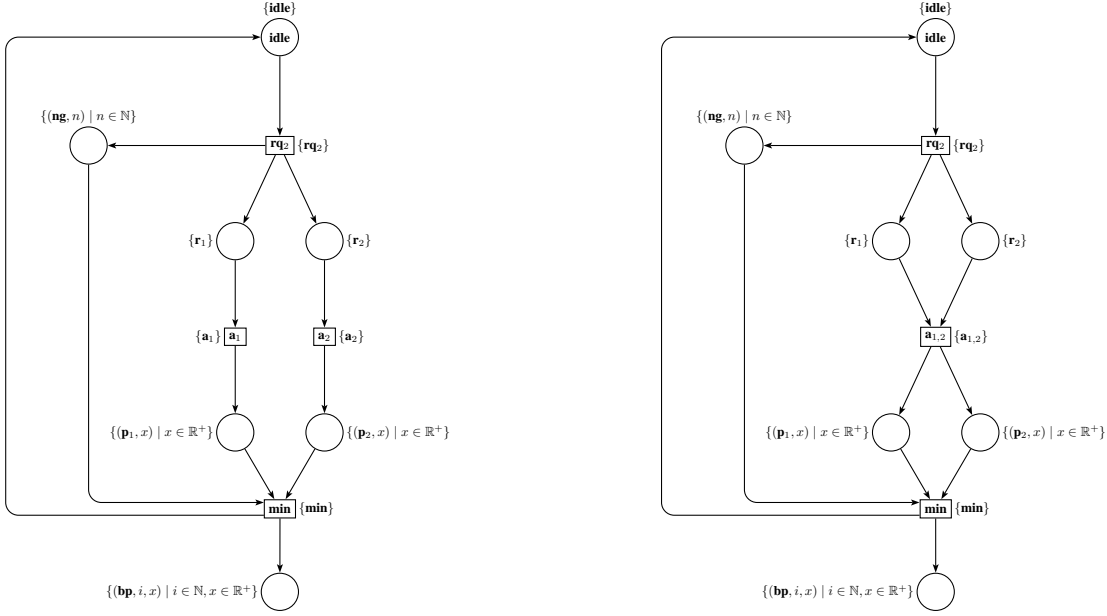 {idle} {idle}
idle idle
{(ng, n) | n ∈ ℕ} {(ng, n) | n ∈ ℕ}
rq₂ {rq₂} rq₂ {rq₂}
{r₁} {r₂} {r₁} {r₂}
{a₁} a₁ a₂ {a₂} a₁,₂ {a₁,₂}
{(p₁, x) | x ∈ ℝ⁺} {(p₂, x) | x ∈ ℝ⁺} {(p₁, x) | x ∈ ℝ⁺} {(p₂, x) | x ∈ ℝ⁺}
min {min} min {min}
{(bp, i, x) | i ∈ ℕ, x ∈ ℝ⁺} {(bp, i, x) | i ∈ ℕ, x ∈ ℝ⁺}